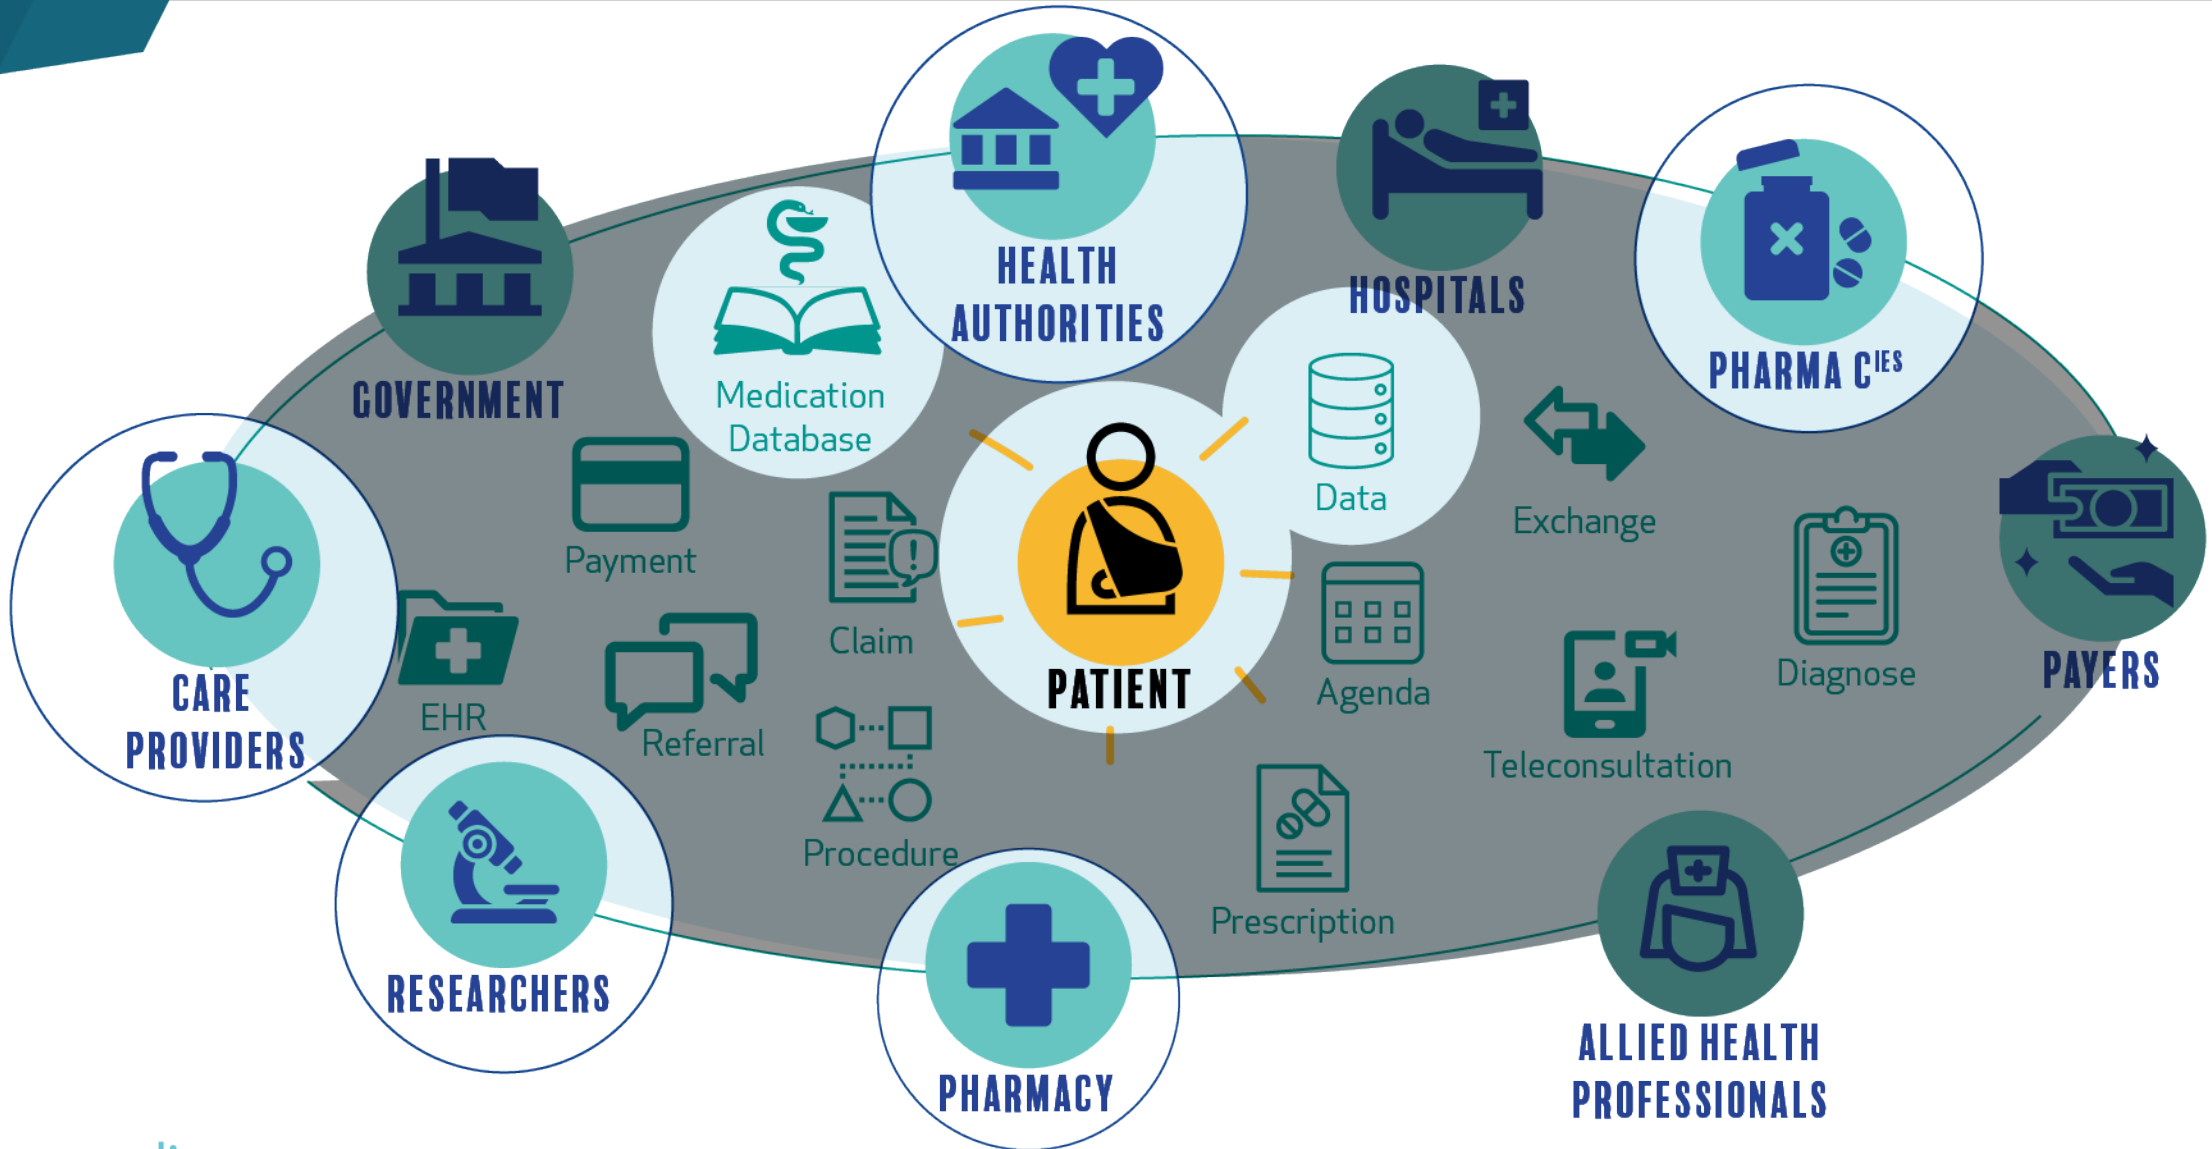 HEALTH
AUTHORITIES
HOSPITALS
PHARMA CIES
GOVERNMENT
Medication
Database
Data
Exchange
Payment
CARE
PROVIDERS
Claim
PATIENT
Agenda
Diagnose
PAYERS
EHR
Referral
Teleconsultation
Procedure
Prescription
RESEARCHERS
PHARMACY
ALLIED HEALTH
PROFESSIONALS